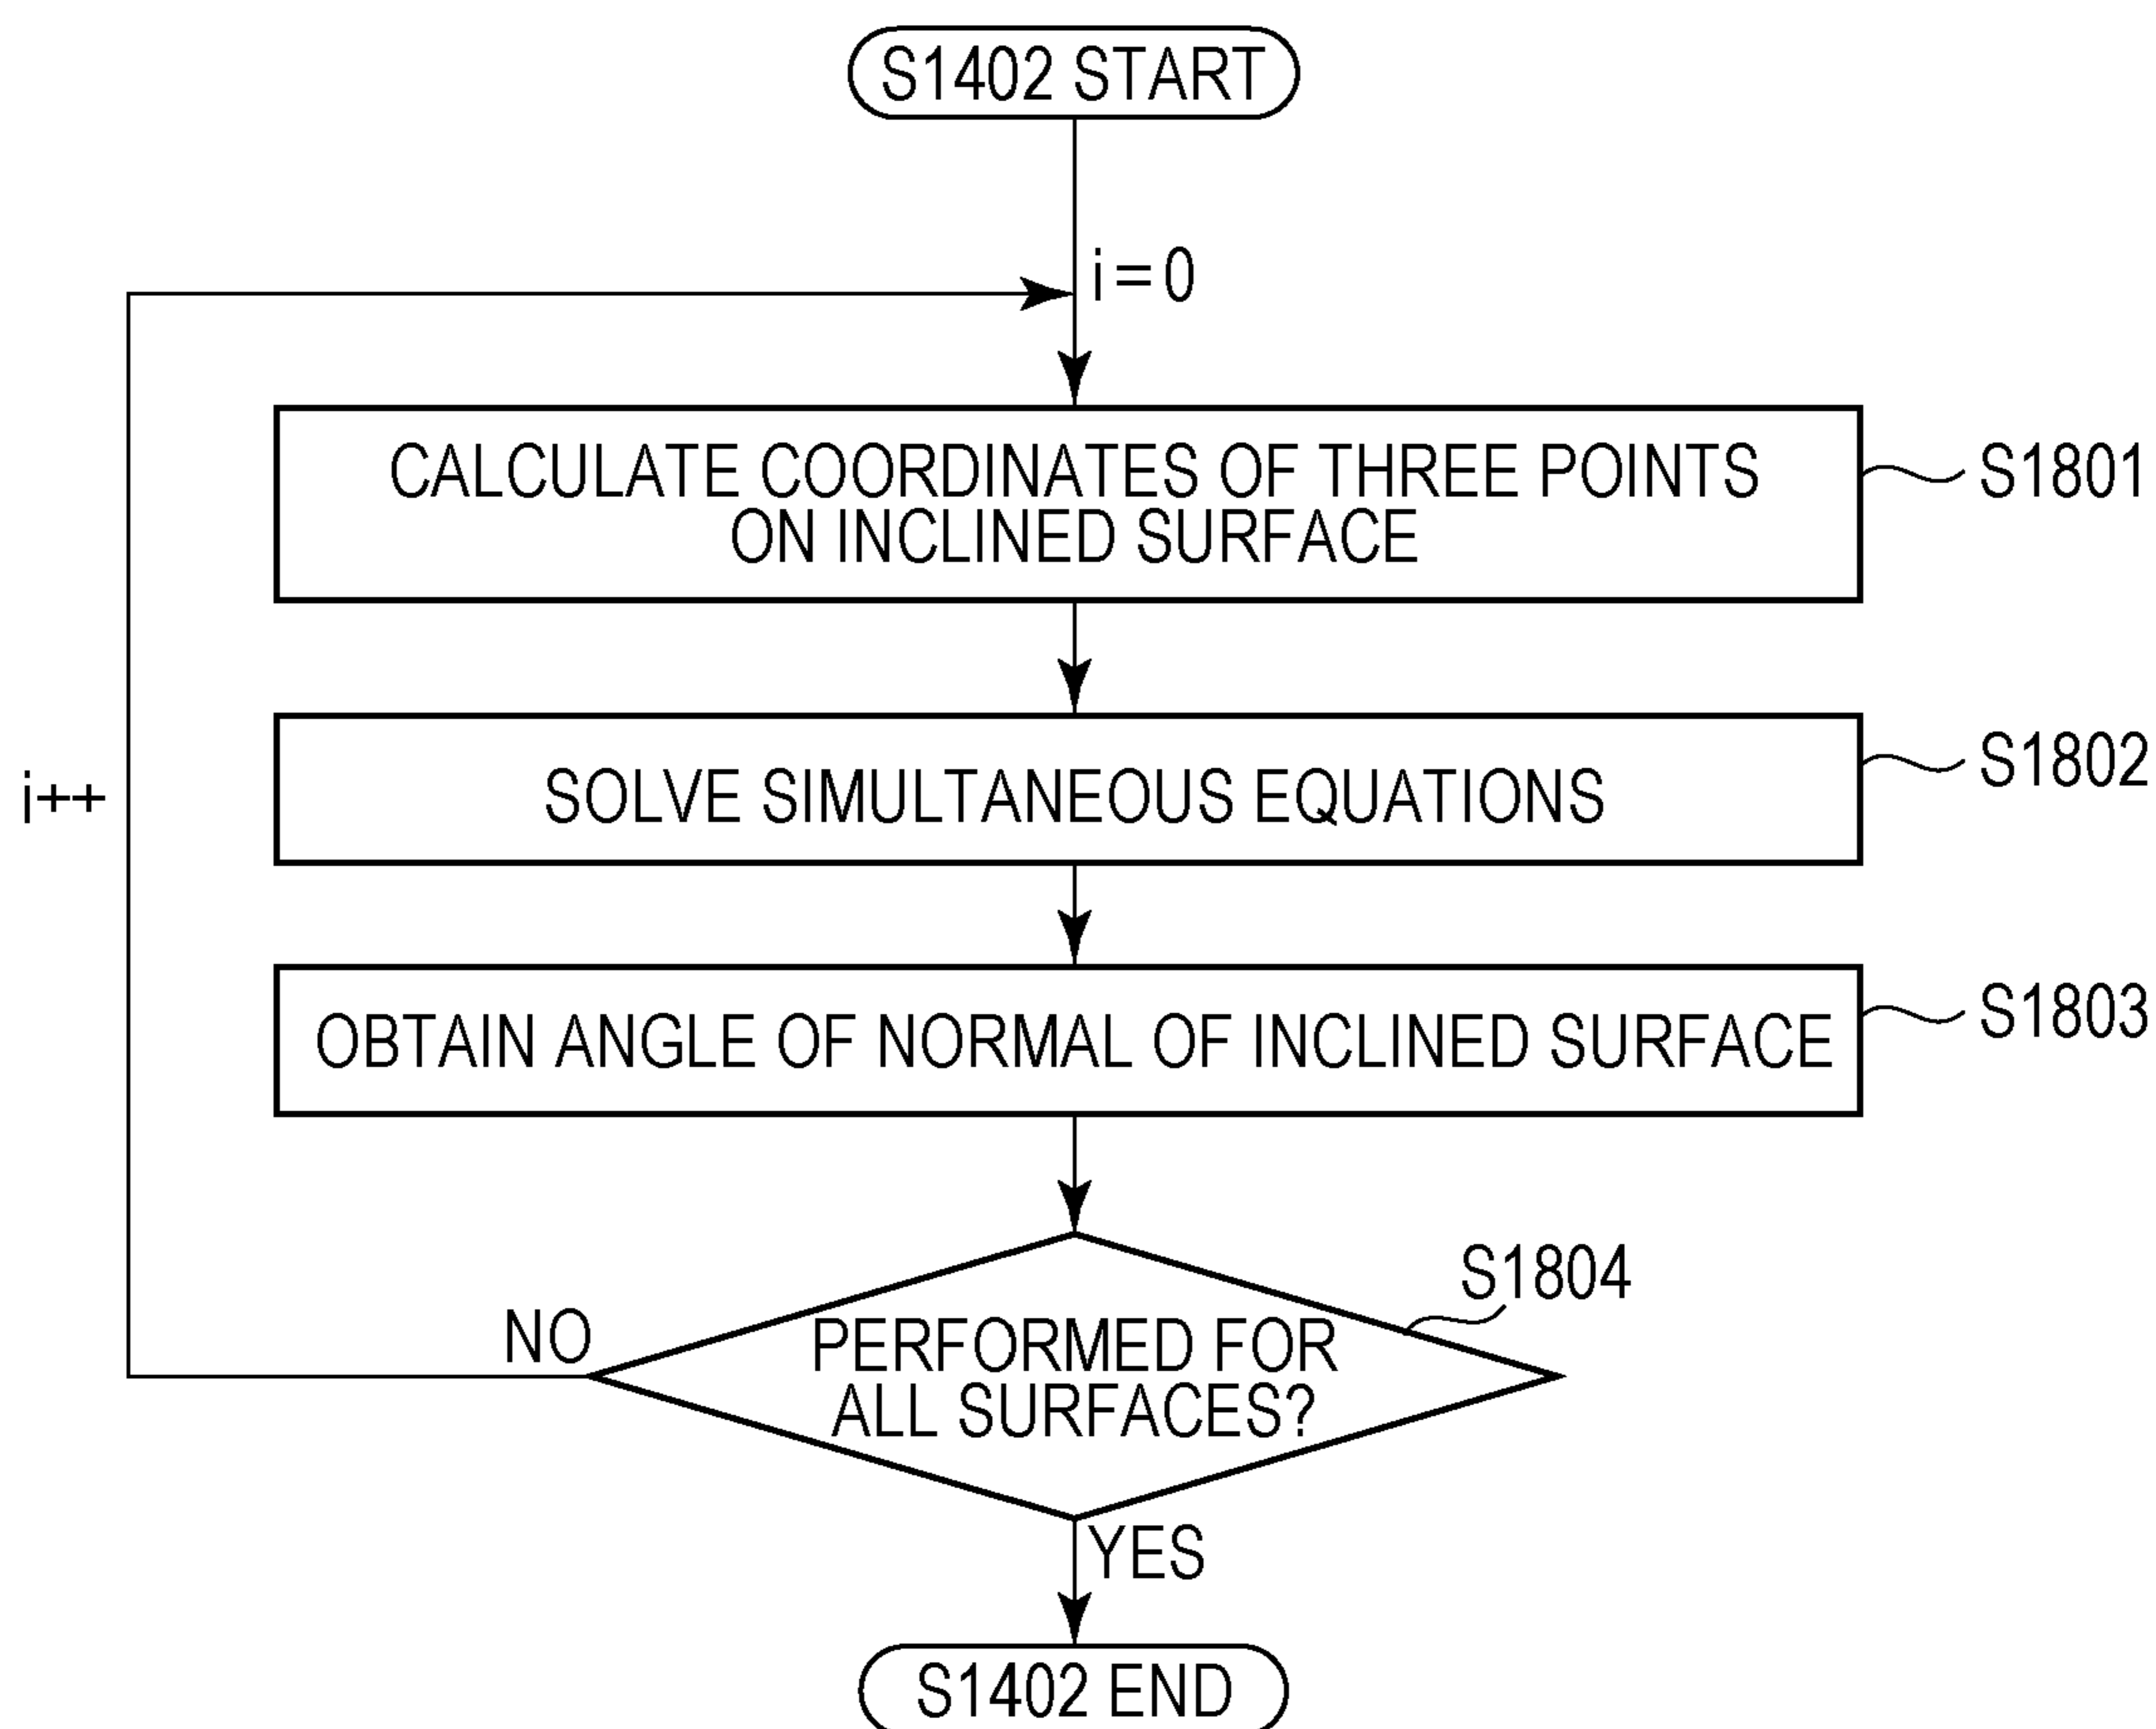 S1402 START
i=0
CALCULATE COORDINATES OF THREE POINTS
ON INCLINED SURFACE
S1801
i++
SOLVE SIMULTANEOUS EQUATIONS
S1802
OBTAIN ANGLE OF NORMAL OF INCLINED SURFACE
S1803
S1804
NO
PERFORMED FOR
ALL SURFACES?
YES
S1402 END